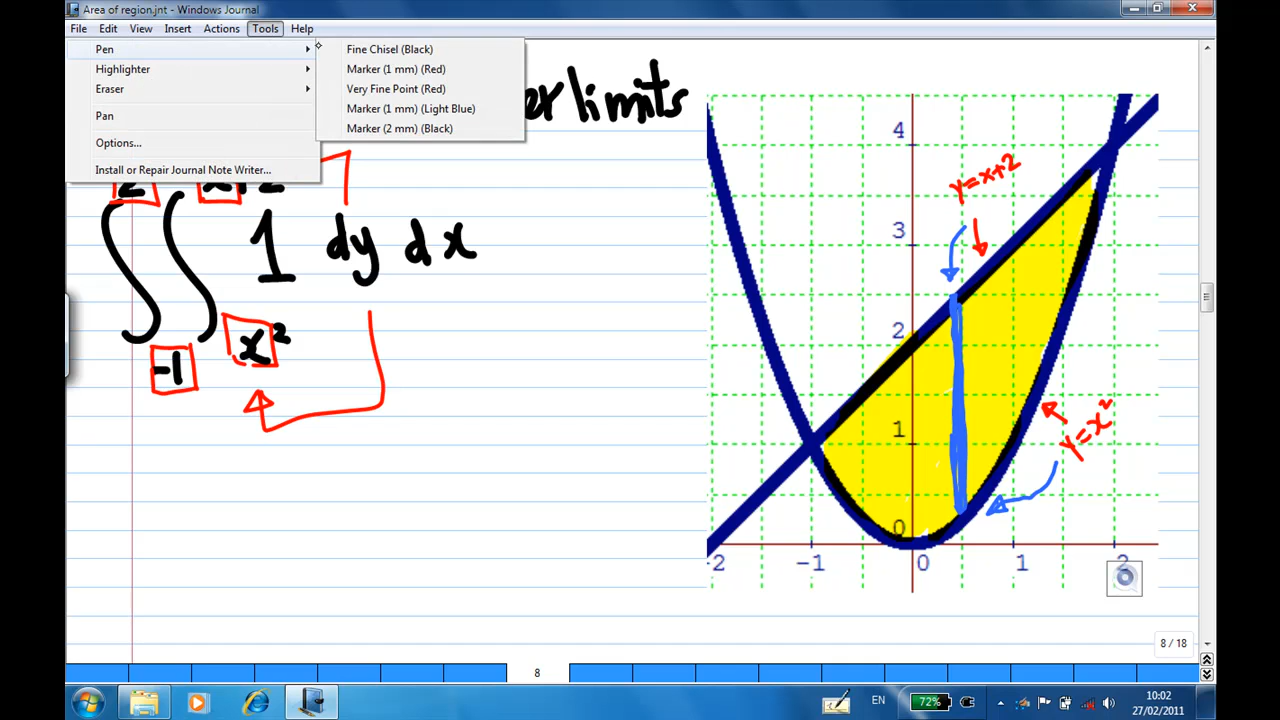 Area of region.jnt - Windows Journal
File Edit View Insert Actions Tools Help
Pen
Highlighter
Eraser
Pan
Options...
Install or Repair Journal Note Writer...
Fine Chisel (Black)
Marker (1 mm) (Red)
Very Fine Point (Red)
Marker (1 mm) (Light Blue)
Marker (2 mm) (Black)
limits
2 x+2
∫ ∫ 1 dy dx
-1 x²
4
3
2
1
0
-2 -1 0 1 2
y=x+2
y=x²
8 / 18
8
EN
72%
10:02
27/02/2011